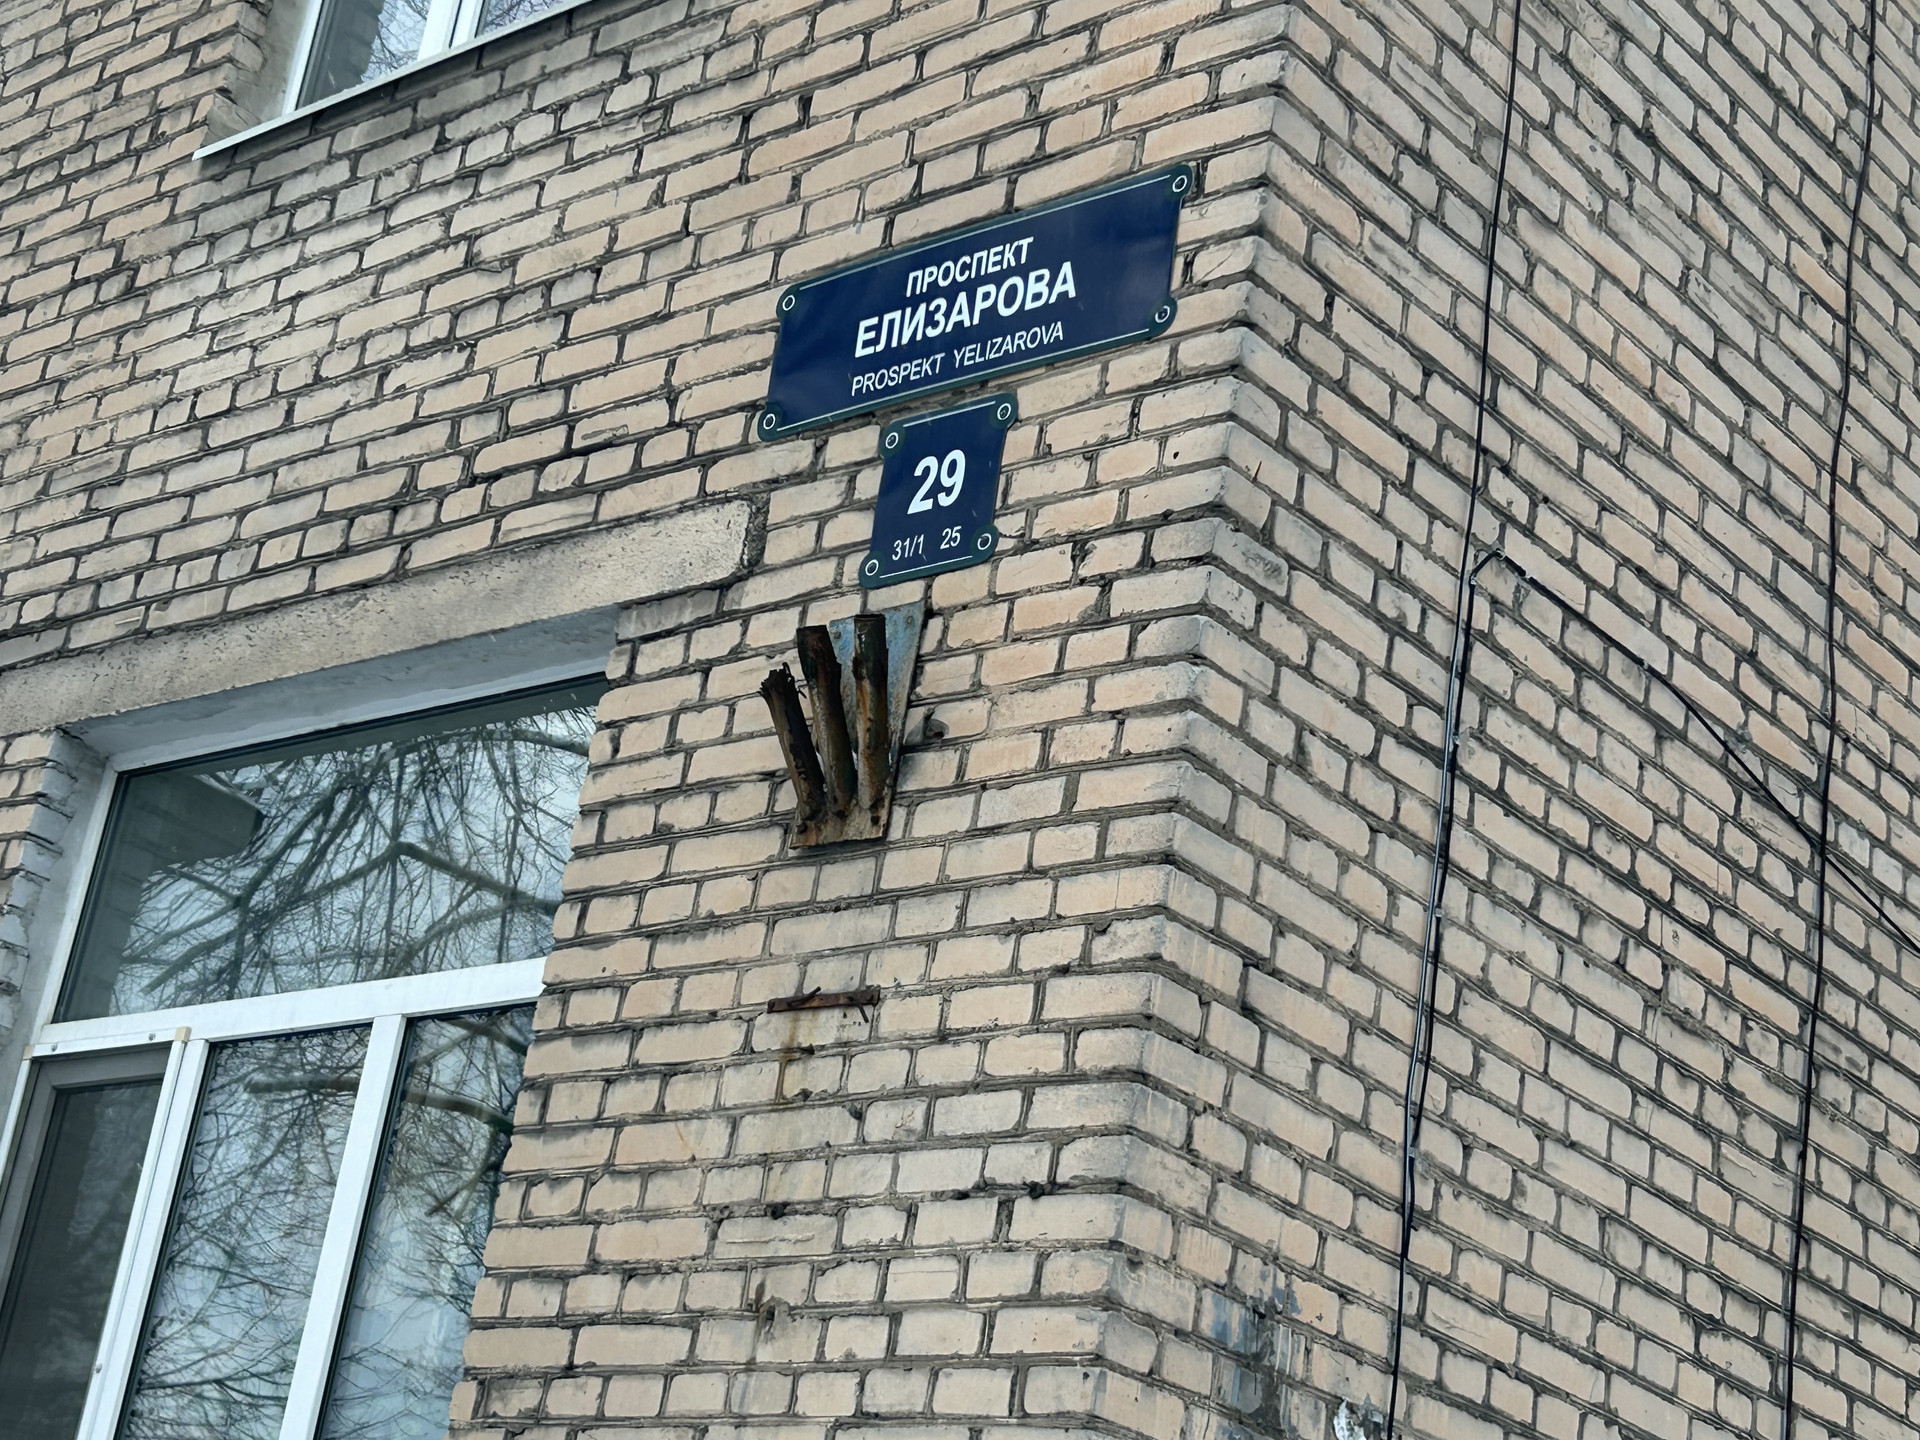 ПРОСПЕКТ
ЕЛИЗАРОВА
PROSPEKT YELIZAROVA
29
31/1 25